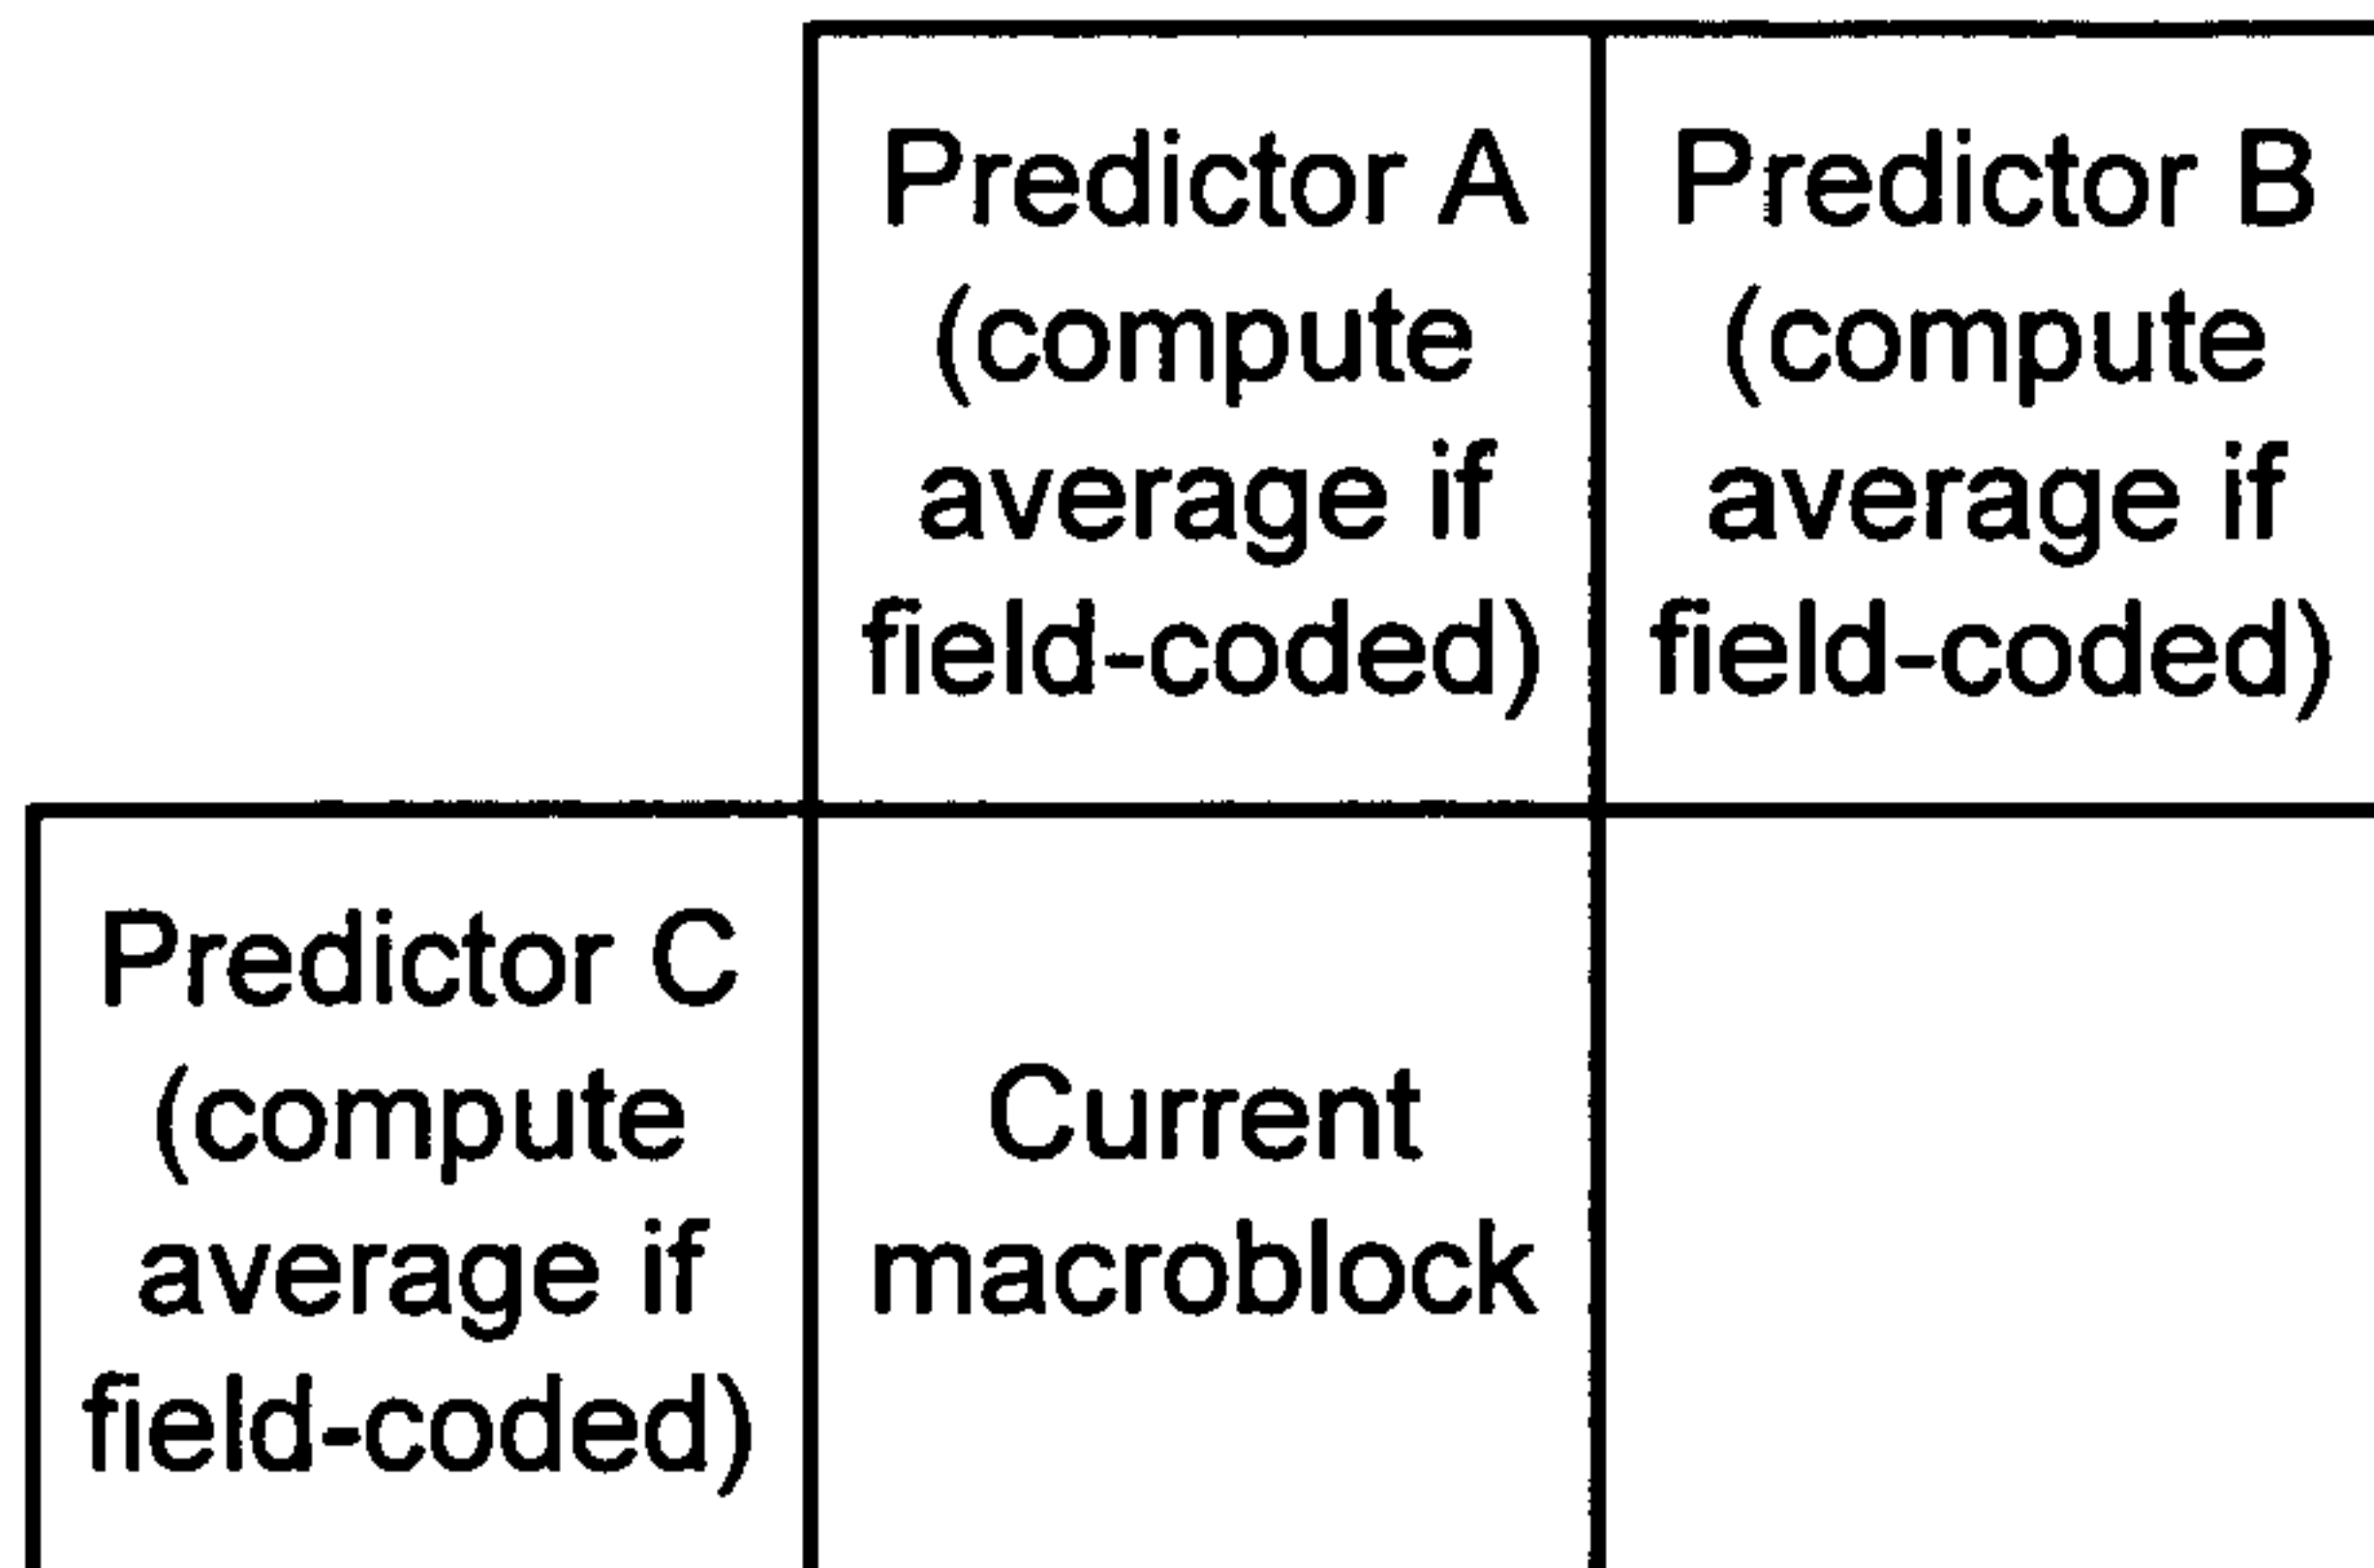 Predictor A
(compute
average if
field-coded)
Predictor B
(compute
average if
field-coded)
Predictor C
(compute
average if
field-coded)
Current
macroblock